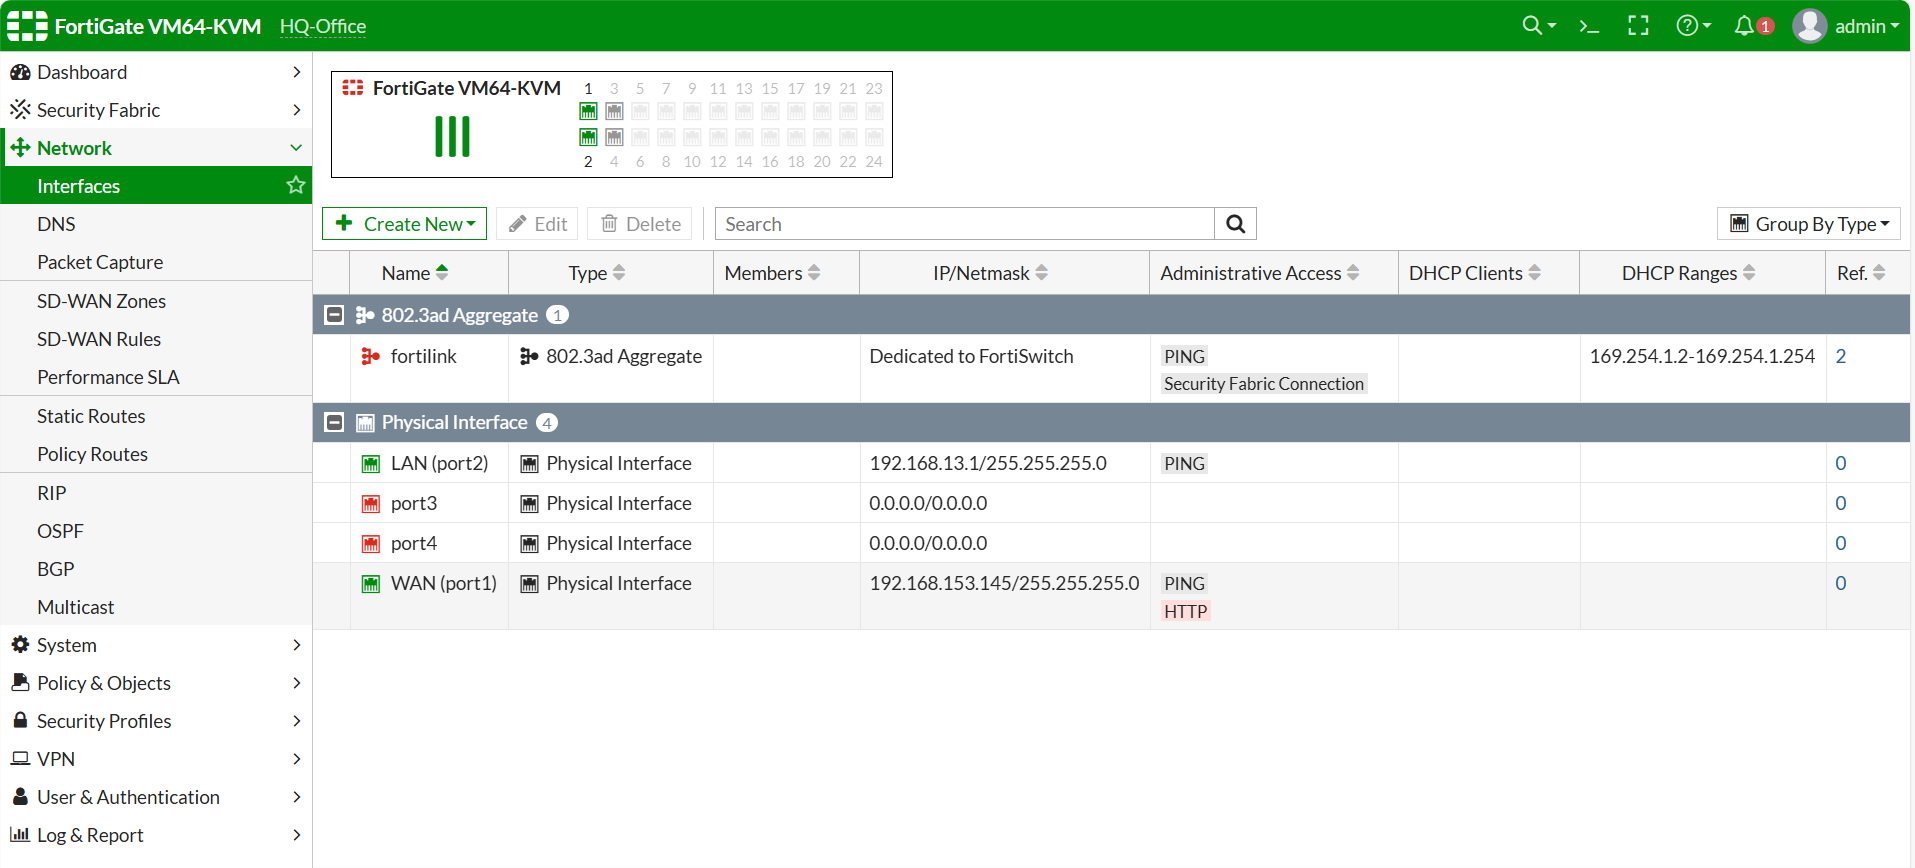 FortiGate VM64-KVM HQ-Office 1 admin
Dashboard
Security Fabric
Network
Interfaces
DNS
Packet Capture
SD-WAN Zones
SD-WAN Rules
Performance SLA
Static Routes
Policy Routes
RIP
OSPF
BGP
Multicast
System
Policy & Objects
Security Profiles
VPN
User & Authentication
Log & Report
FortiGate VM64-KVM
1 3 5 7 9 11 13 15 17 19 21 23
2 4 6 8 10 12 14 16 18 20 22 24
+ Create New Edit Delete Search Group By Type
Name Type Members IP/Netmask Administrative Access DHCP Clients DHCP Ranges Ref.
802.3ad Aggregate 1
fortilink 802.3ad Aggregate Dedicated to FortiSwitch PING 169.254.1.2-169.254.1.254 2
Security Fabric Connection
Physical Interface 4
LAN (port2) Physical Interface 192.168.13.1/255.255.255.0 PING 0
port3 Physical Interface 0.0.0.0/0.0.0.0 0
port4 Physical Interface 0.0.0.0/0.0.0.0 0
WAN (port1) Physical Interface 192.168.153.145/255.255.255.0 PING 0
HTTP